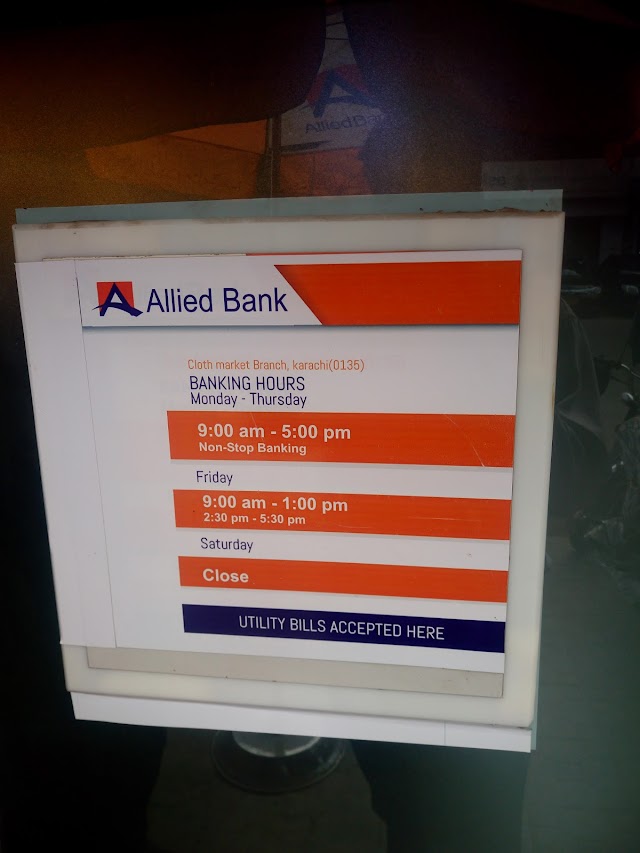 Allied Bank
Cloth market Branch, karachi(0135)
BANKING HOURS
Monday - Thursday
9:00 am - 5:00 pm
Non-Stop Banking
Friday
9:00 am - 1:00 pm
2:30 pm - 5:30 pm
Saturday
Close
UTILITY BILLS ACCEPTED HERE